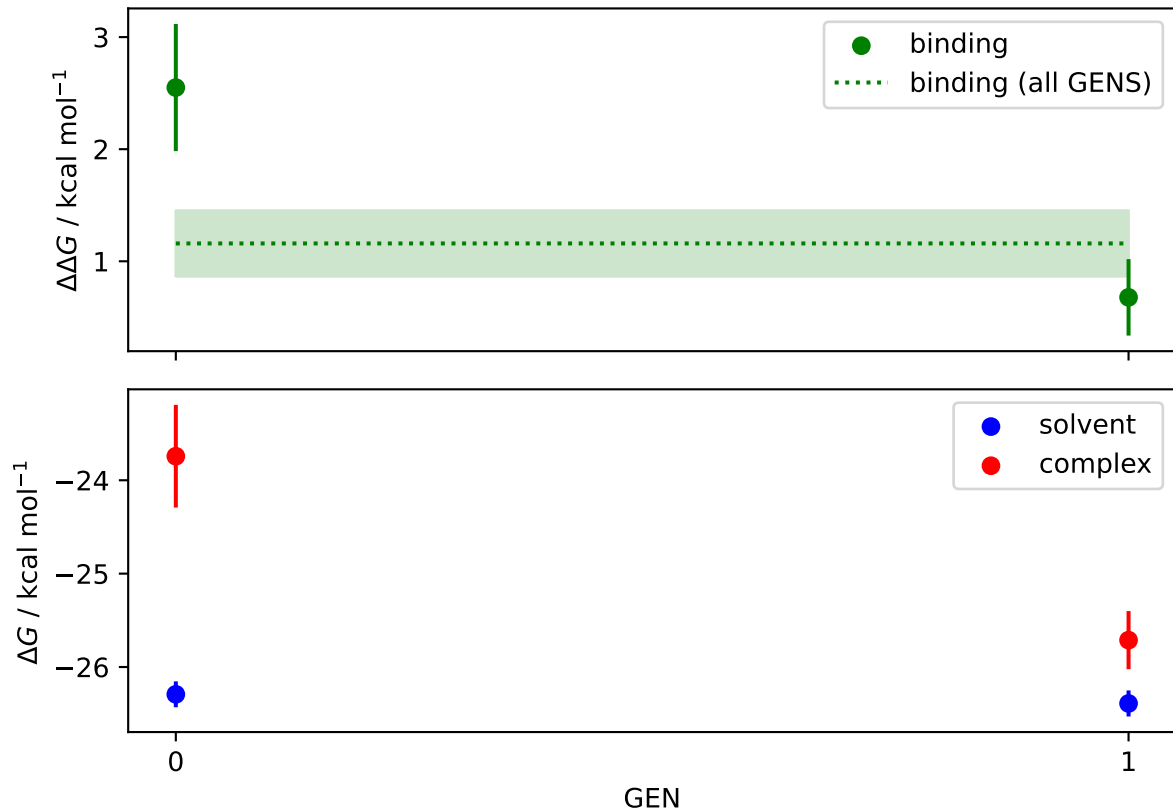 3
2
1
ΔΔG / kcal mol⁻¹
binding
binding (all GENS)
−24
−25
−26
ΔG / kcal mol⁻¹
solvent
complex
0
1
GEN